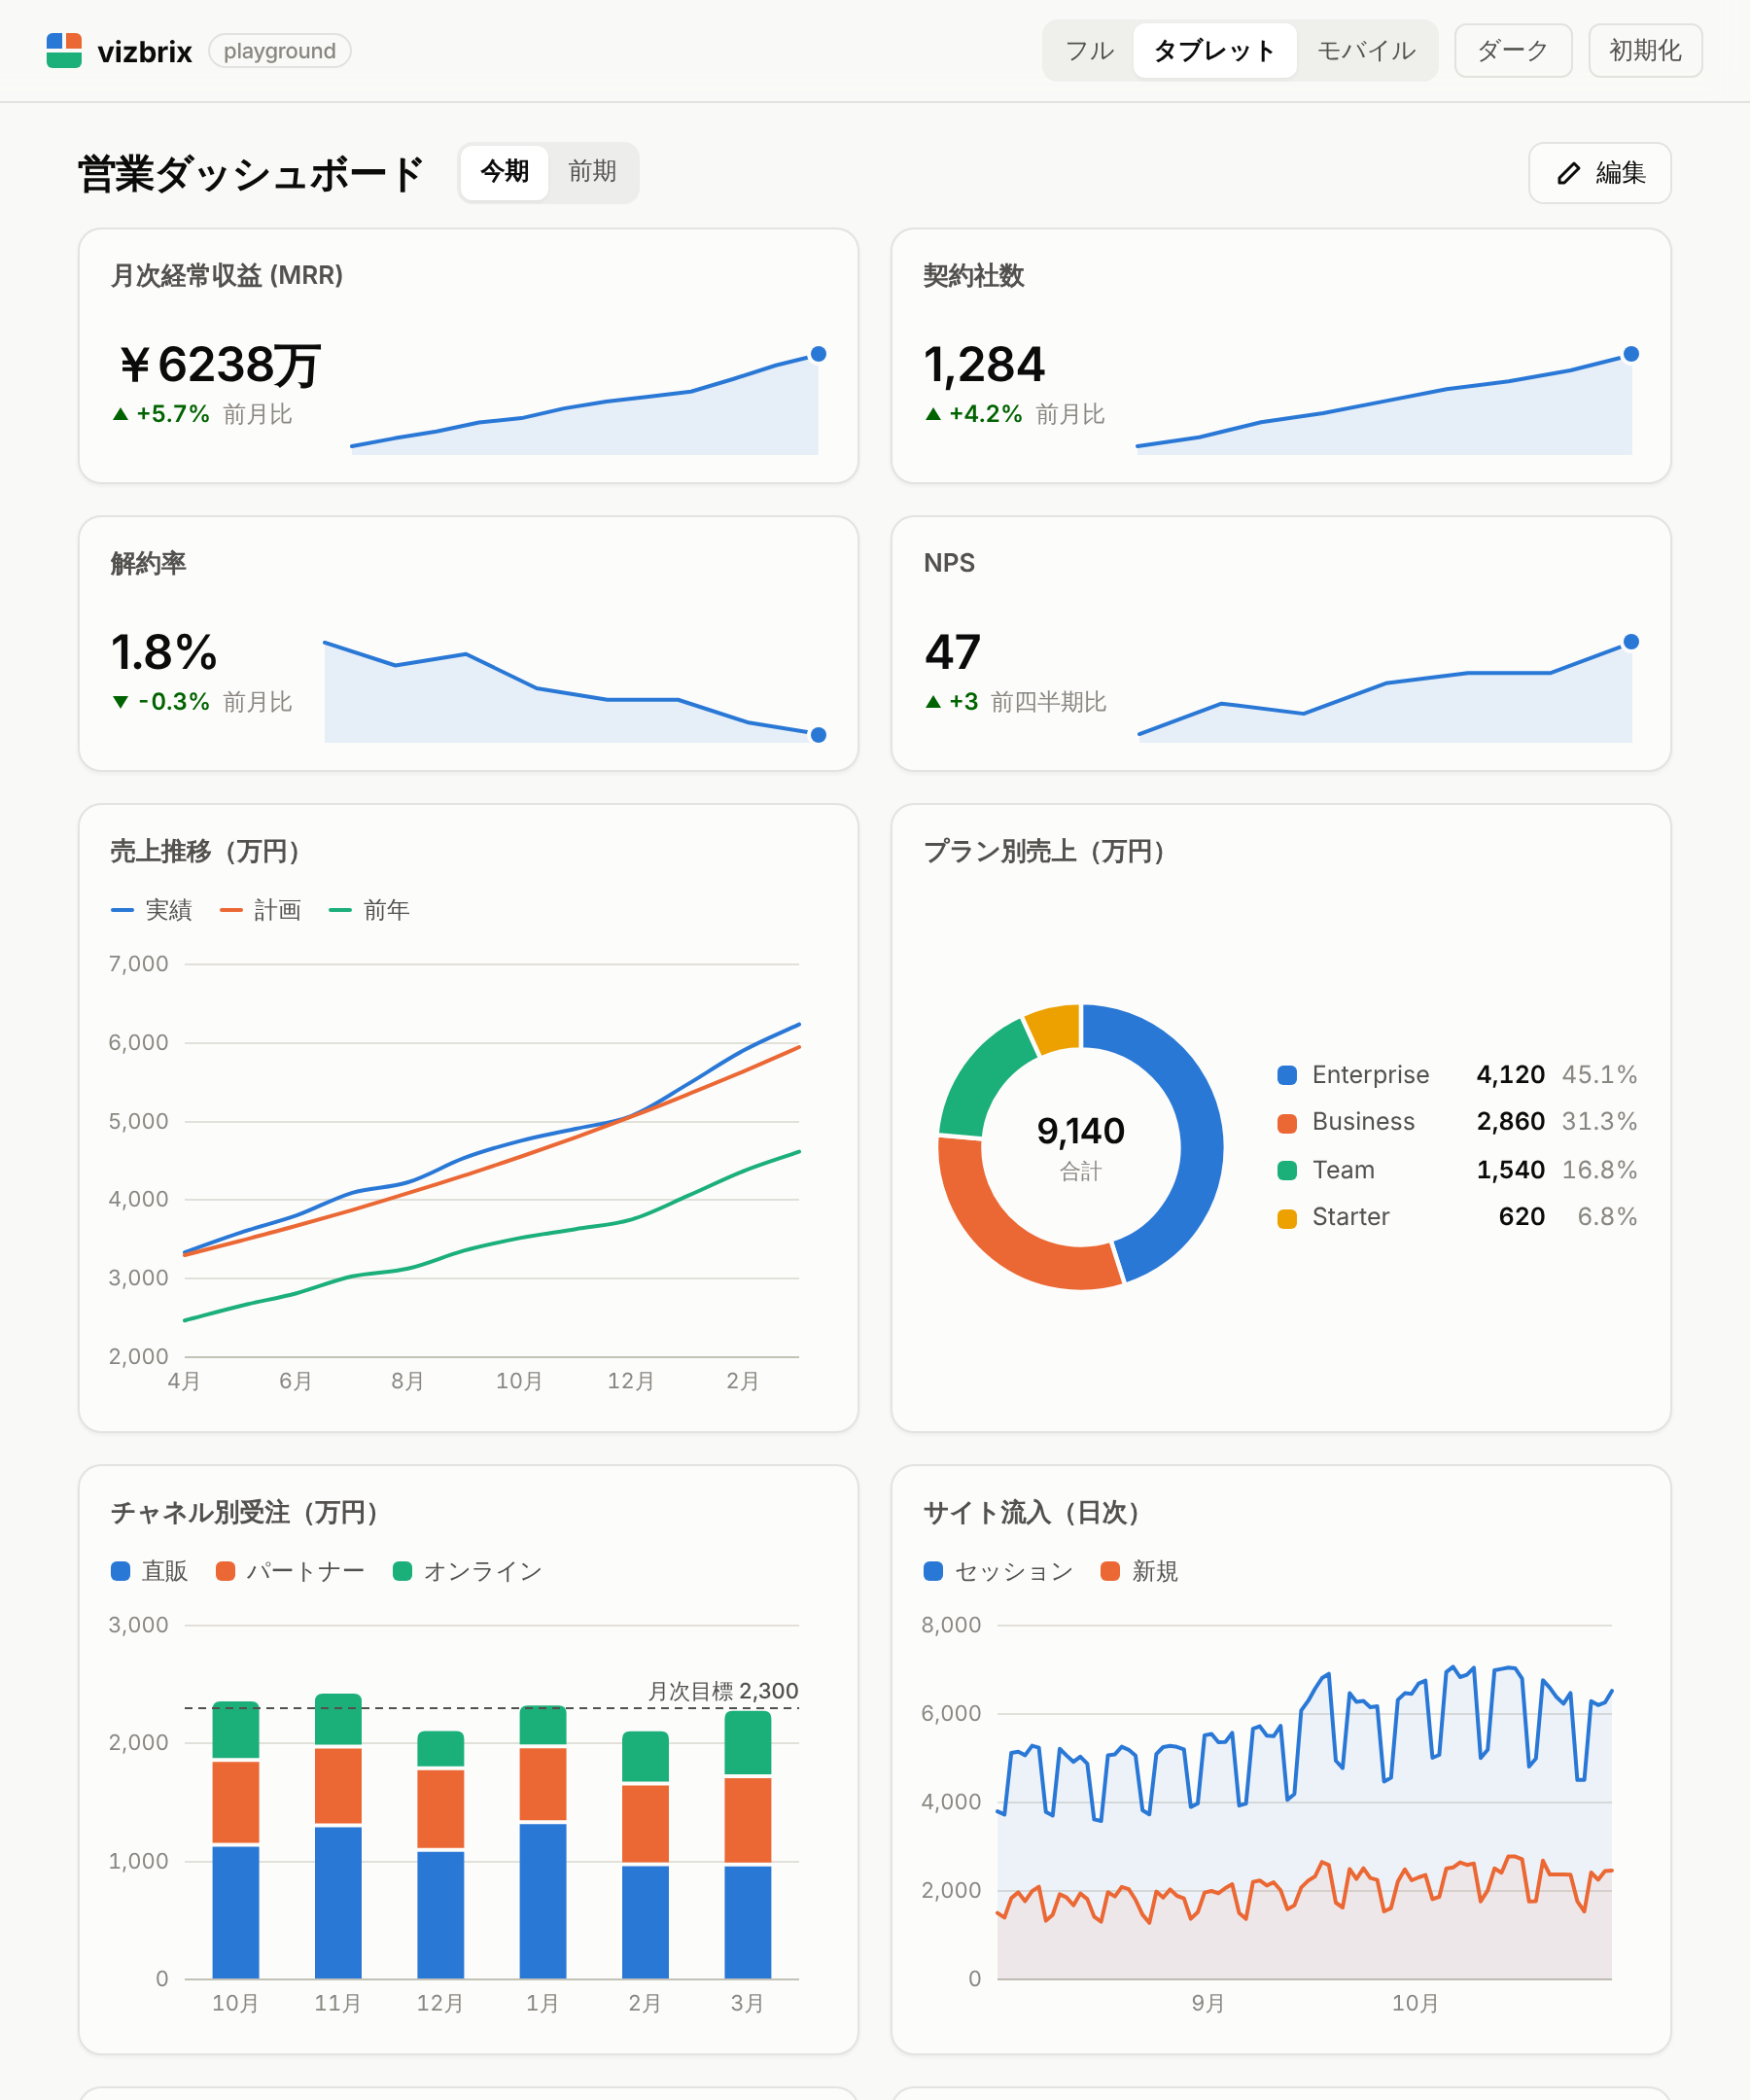 vizbrix playground フル タブレット モバイル ダーク 初期化
営業ダッシュボード 今期 前期 編集
月次経常収益 (MRR)
￥6238万
▲ +5.7% 前月比
契約社数
1,284
▲ +4.2% 前月比
解約率
1.8%
▼ -0.3% 前月比
NPS
47
▲ +3 前四半期比
売上推移（万円）
実績 計画 前年
7,000
6,000
5,000
4,000
3,000
2,000
4月 6月 8月 10月 12月 2月
プラン別売上（万円）
9,140
合計
Enterprise 4,120 45.1%
Business 2,860 31.3%
Team 1,540 16.8%
Starter 620 6.8%
チャネル別受注（万円）
直販 パートナー オンライン
3,000
月次目標 2,300
2,000
1,000
0
10月 11月 12月 1月 2月 3月
サイト流入（日次）
セッション 新規
8,000
6,000
4,000
2,000
0
9月 10月